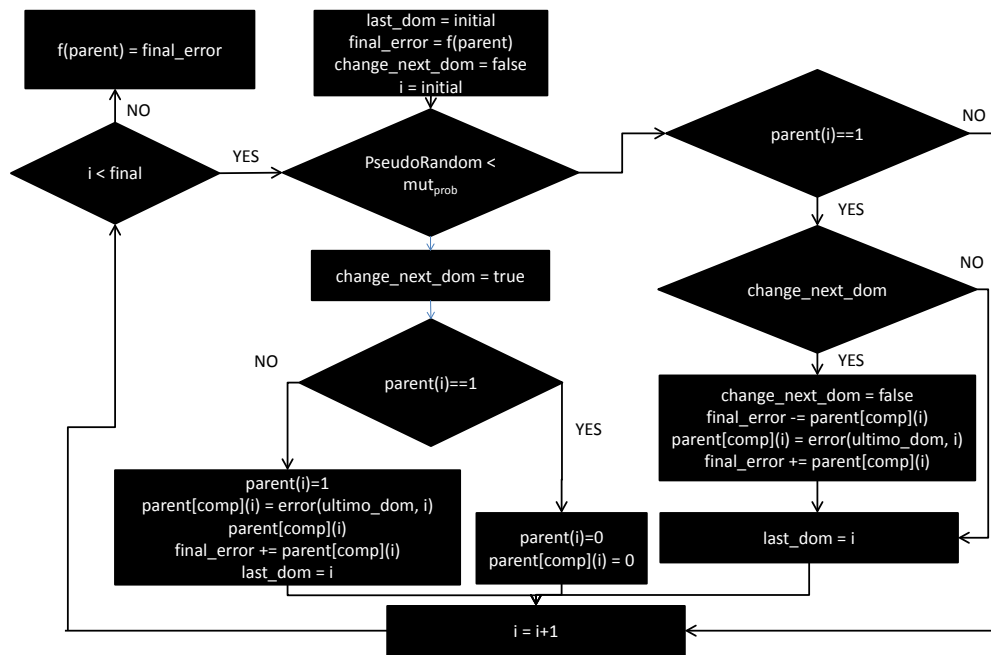 f(parent) = final_error
last_dom = initial
final_error = f(parent)
change_next_dom = false
i = initial
NO
i < final
YES
PseudoRandom <
mut_prob
parent(i)==1
NO
YES
change_next_dom = true
change_next_dom
NO
YES
NO
parent(i)==1
YES
change_next_dom = false
final_error -= parent[comp](i)
parent[comp](i) = error(ultimo_dom, i)
final_error += parent[comp](i)
parent(i)=1
parent[comp](i) = error(ultimo_dom, i)
parent[comp](i)
final_error += parent[comp](i)
last_dom = i
parent(i)=0
parent[comp](i) = 0
last_dom = i
i = i+1